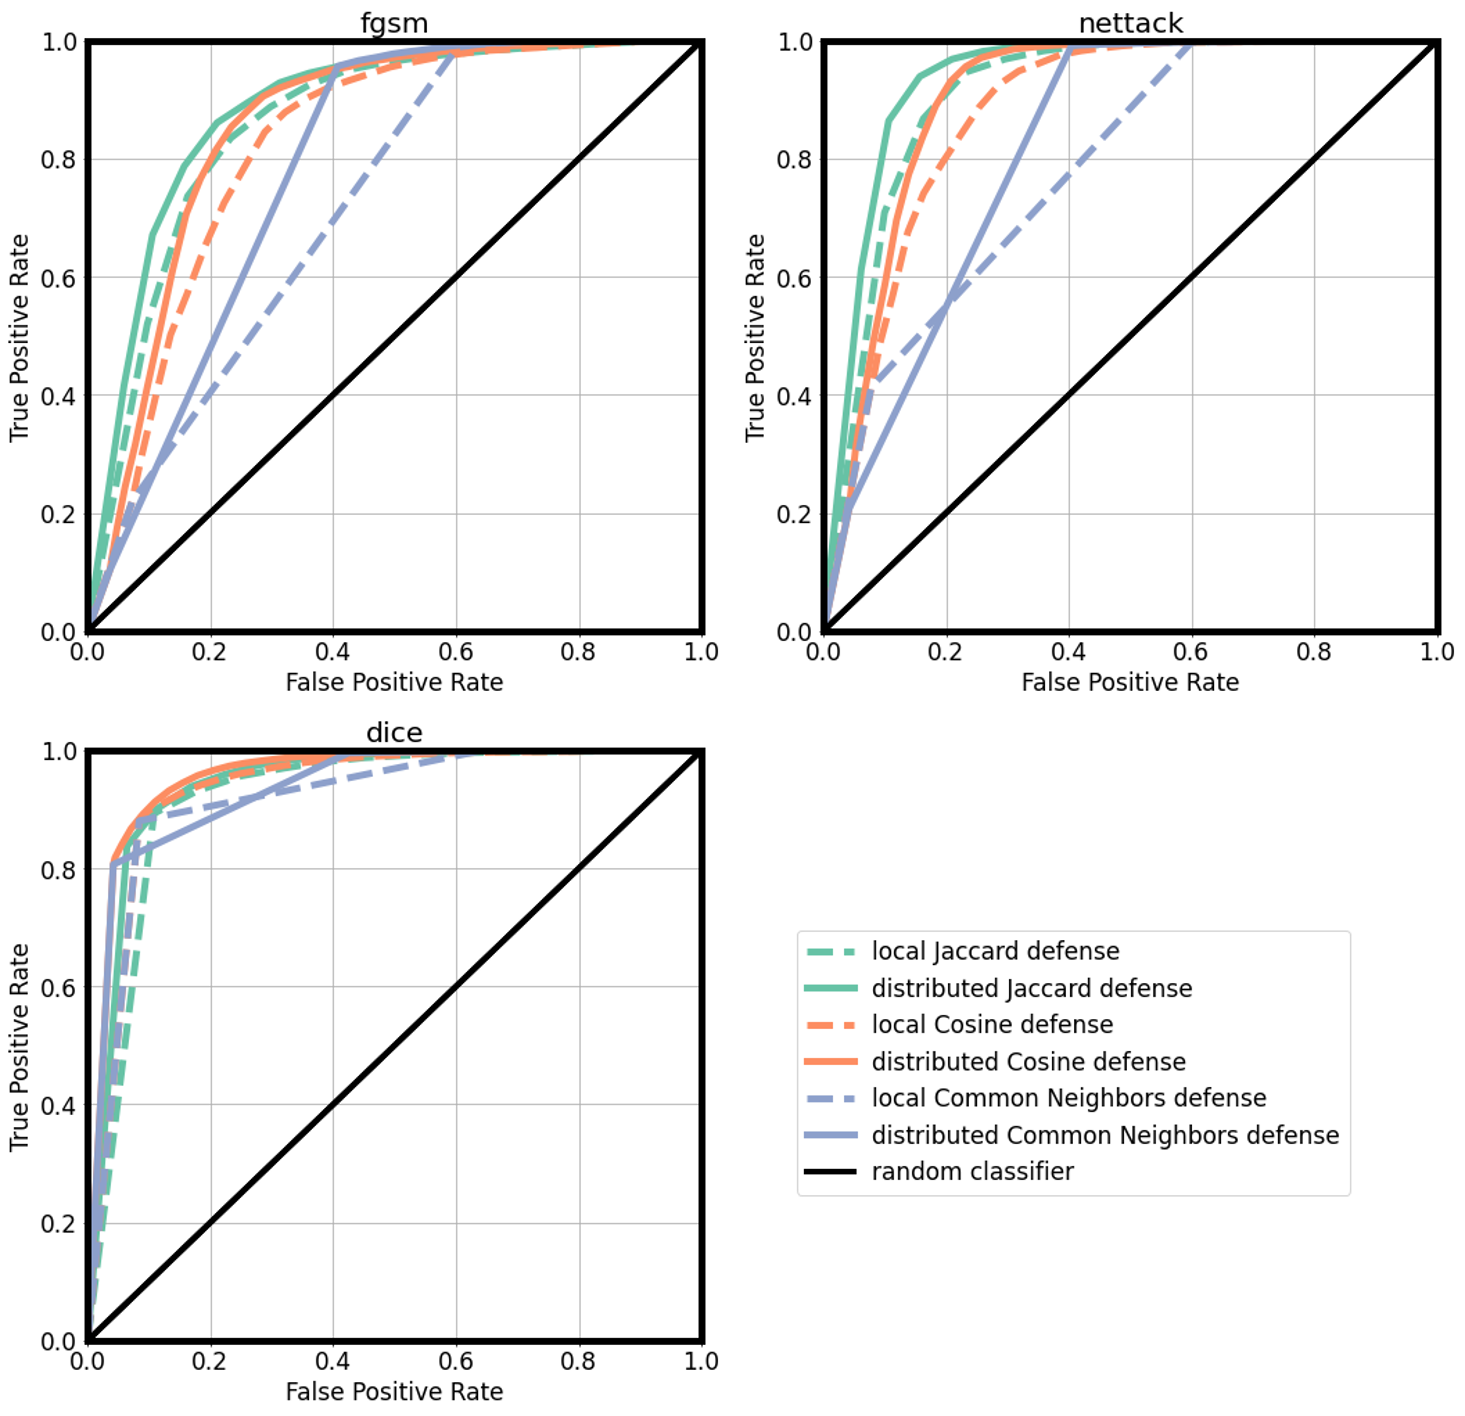 fgsm
1.0
0.8
0.6
0.4
0.2
0.0
True Positive Rate
0.0 0.2 0.4 0.6 0.8 1.0
False Positive Rate
nettack
1.0
0.8
0.6
0.4
0.2
0.0
True Positive Rate
0.0 0.2 0.4 0.6 0.8 1.0
False Positive Rate
dice
1.0
0.8
0.6
0.4
0.2
0.0
True Positive Rate
0.0 0.2 0.4 0.6 0.8 1.0
False Positive Rate
local Jaccard defense
distributed Jaccard defense
local Cosine defense
distributed Cosine defense
local Common Neighbors defense
distributed Common Neighbors defense
random classifier